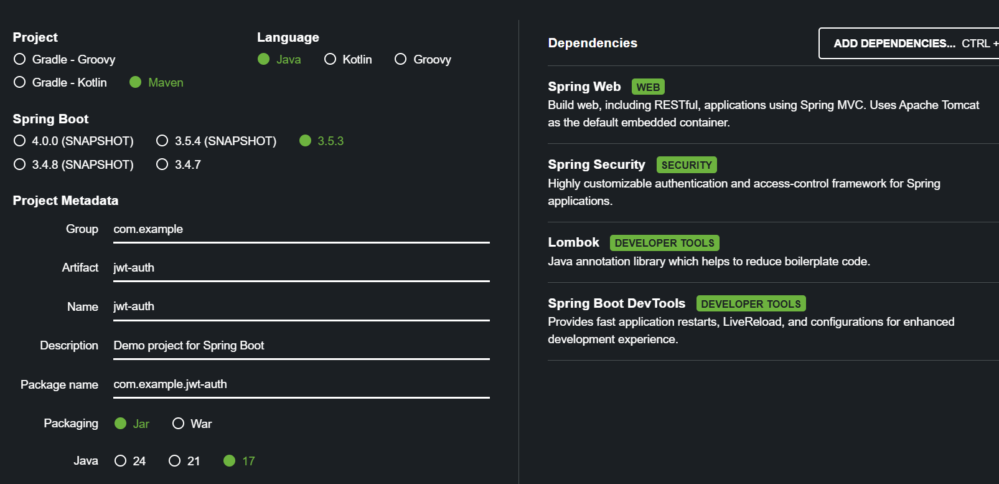 Project
Gradle - Groovy
Gradle - Kotlin Maven
Language
Java Kotlin Groovy
Spring Boot
4.0.0 (SNAPSHOT) 3.5.4 (SNAPSHOT) 3.5.3
3.4.8 (SNAPSHOT) 3.4.7
Project Metadata
Group com.example
Artifact jwt-auth
Name jwt-auth
Description Demo project for Spring Boot
Package name com.example.jwt-auth
Packaging Jar War
Java 24 21 17
Dependencies ADD DEPENDENCIES... CTRL +
Spring Web WEB
Build web, including RESTful, applications using Spring MVC. Uses Apache Tomcat
as the default embedded container.
Spring Security SECURITY
Highly customizable authentication and access-control framework for Spring
applications.
Lombok DEVELOPER TOOLS
Java annotation library which helps to reduce boilerplate code.
Spring Boot DevTools DEVELOPER TOOLS
Provides fast application restarts, LiveReload, and configurations for enhanced
development experience.